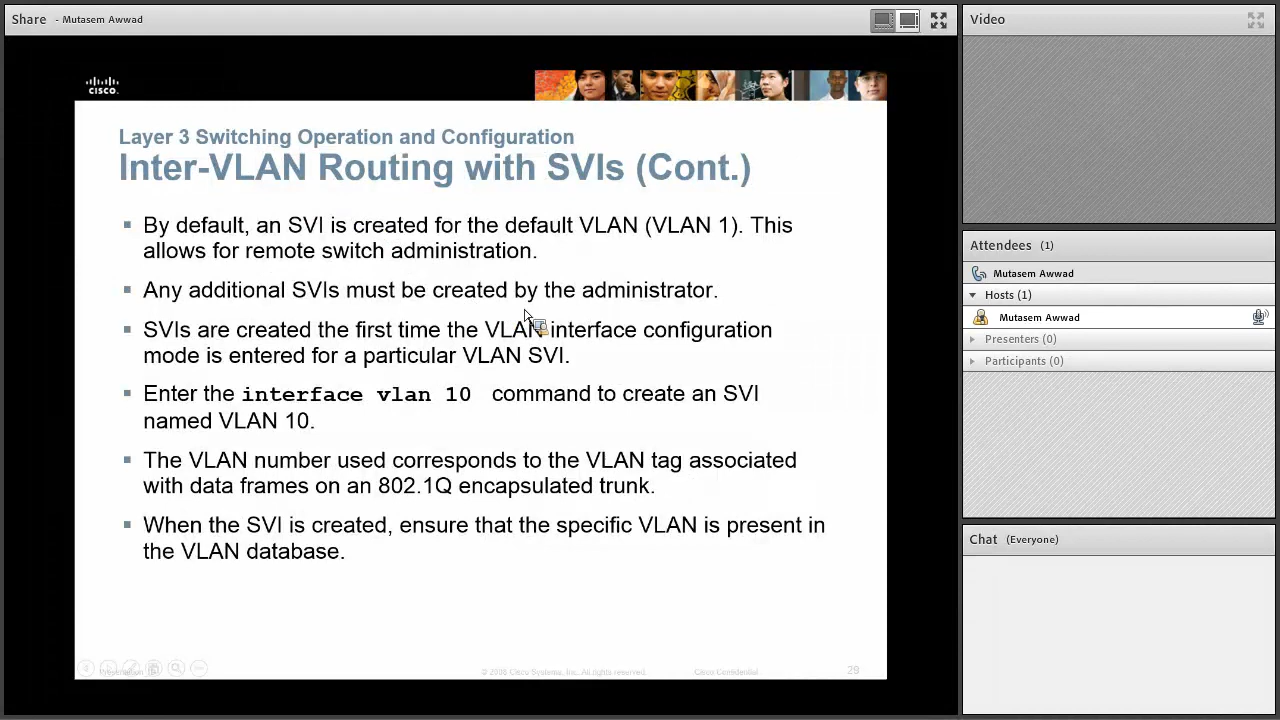 Share - Mutasem Awwad
Video
CISCO.
Layer 3 Switching Operation and Configuration
Inter-VLAN Routing with SVIs (Cont.)
By default, an SVI is created for the default VLAN (VLAN 1). This
allows for remote switch administration.
Any additional SVIs must be created by the administrator.
SVIs are created the first time the VLAN interface configuration
mode is entered for a particular VLAN SVI.
Enter the interface vlan 10 command to create an SVI
named VLAN 10.
The VLAN number used corresponds to the VLAN tag associated
with data frames on an 802.1Q encapsulated trunk.
When the SVI is created, ensure that the specific VLAN is present in
the VLAN database.
© 2008 Cisco Systems, Inc. All rights reserved. Cisco Confidential 29
Attendees (1)
Mutasem Awwad
Hosts (1)
Mutasem Awwad
Presenters (0)
Participants (0)
Chat (Everyone)